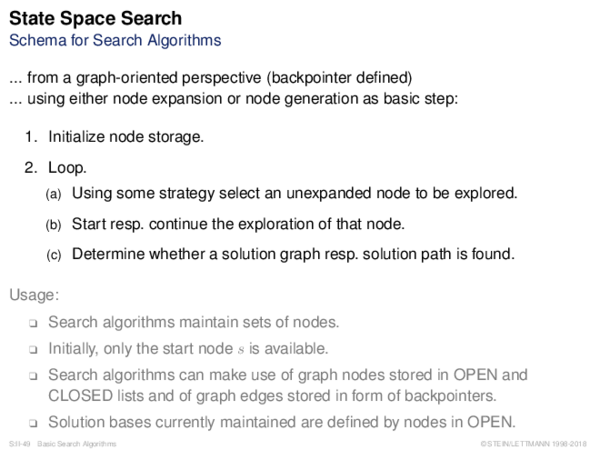 State Space Search
Schema for Search Algorithms
... from a graph-oriented perspective (backpointer defined)
... using either node expansion or node generation as basic step:
1. Initialize node storage.
2. Loop.
(a) Using some strategy select an unexpanded node to be explored.
(b) Start resp. continue the exploration of that node.
(c) Determine whether a solution graph resp. solution path is found.
Usage:
❑ Search algorithms maintain sets of nodes.
❑ Initially, only the start node s is available.
❑ Search algorithms can make use of graph nodes stored in OPEN and
CLOSED lists and of graph edges stored in form of backpointers.
❑ Solution bases currently maintained are defined by nodes in OPEN.
S:II-49 Basic Search Algorithms ©STEIN/LETTMANN 1998-2018